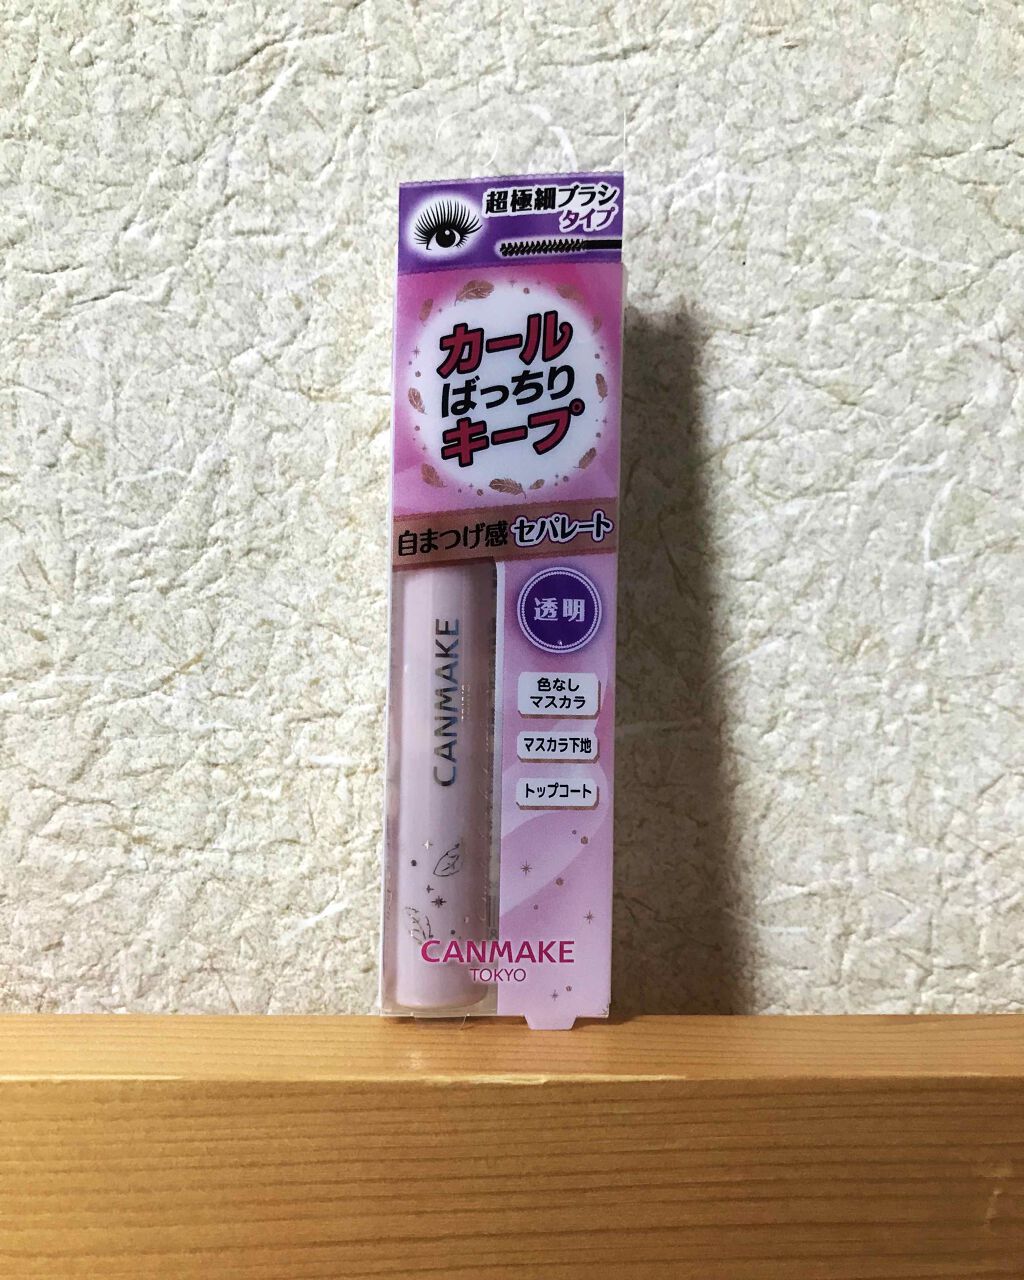 超極細ブラシ
タイプ
カール
ばっちり
キープ
自まつげ感 セパレート
透明
色なし
マスカラ
マスカラ下地
トップコート
CANMAKE
CANMAKE
TOKYO